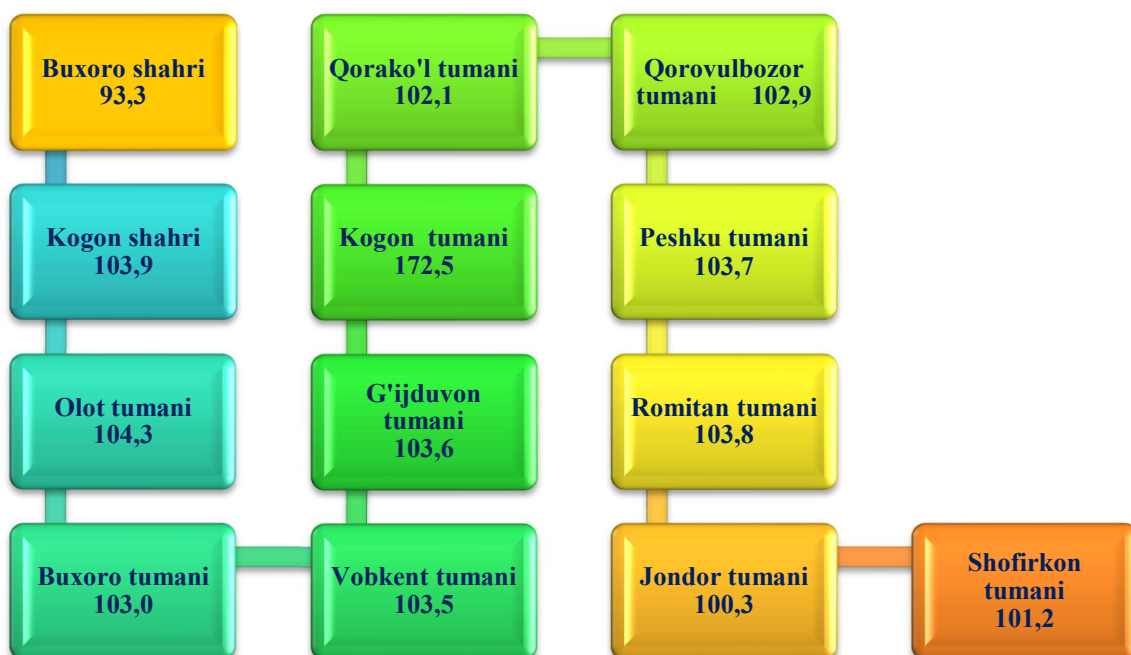 Buxoro shahri
93,3
Kogon shahri
103,9
Olot tumani
104,3
Buxoro tumani
103,0
Vobkent tumani
103,5
G'ijduvon
tumani
103,6
Kogon tumani
172,5
Qorako'l tumani
102,1
Qorovulbozor
tumani 102,9
Peshku tumani
103,7
Romitan tumani
103,8
Jondor tumani
100,3
Shofirkon
tumani
101,2